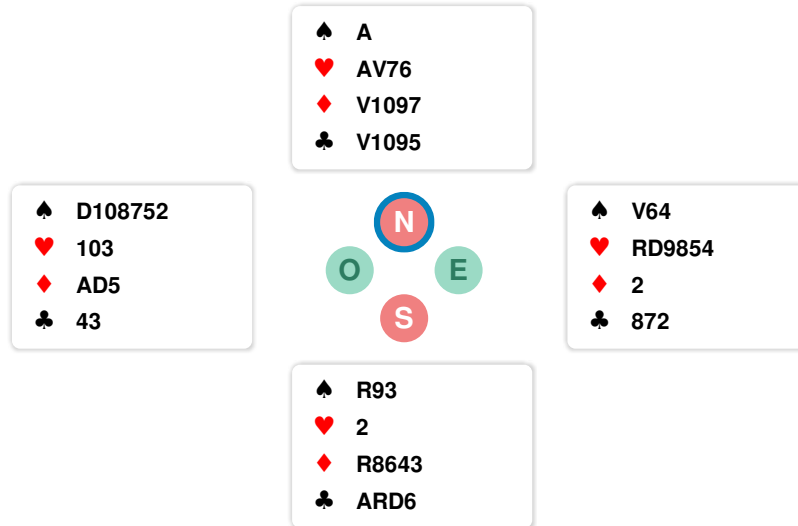 ♠ A
♥ AV76
♦ V1097
♣ V1095
♠ D108752
♥ 103
♦ AD5
♣ 43
N
O E
S
♠ V64
♥ RD9854
♦ 2
♣ 872
♠ R93
♥ 2
♦ R8643
♣ ARD6